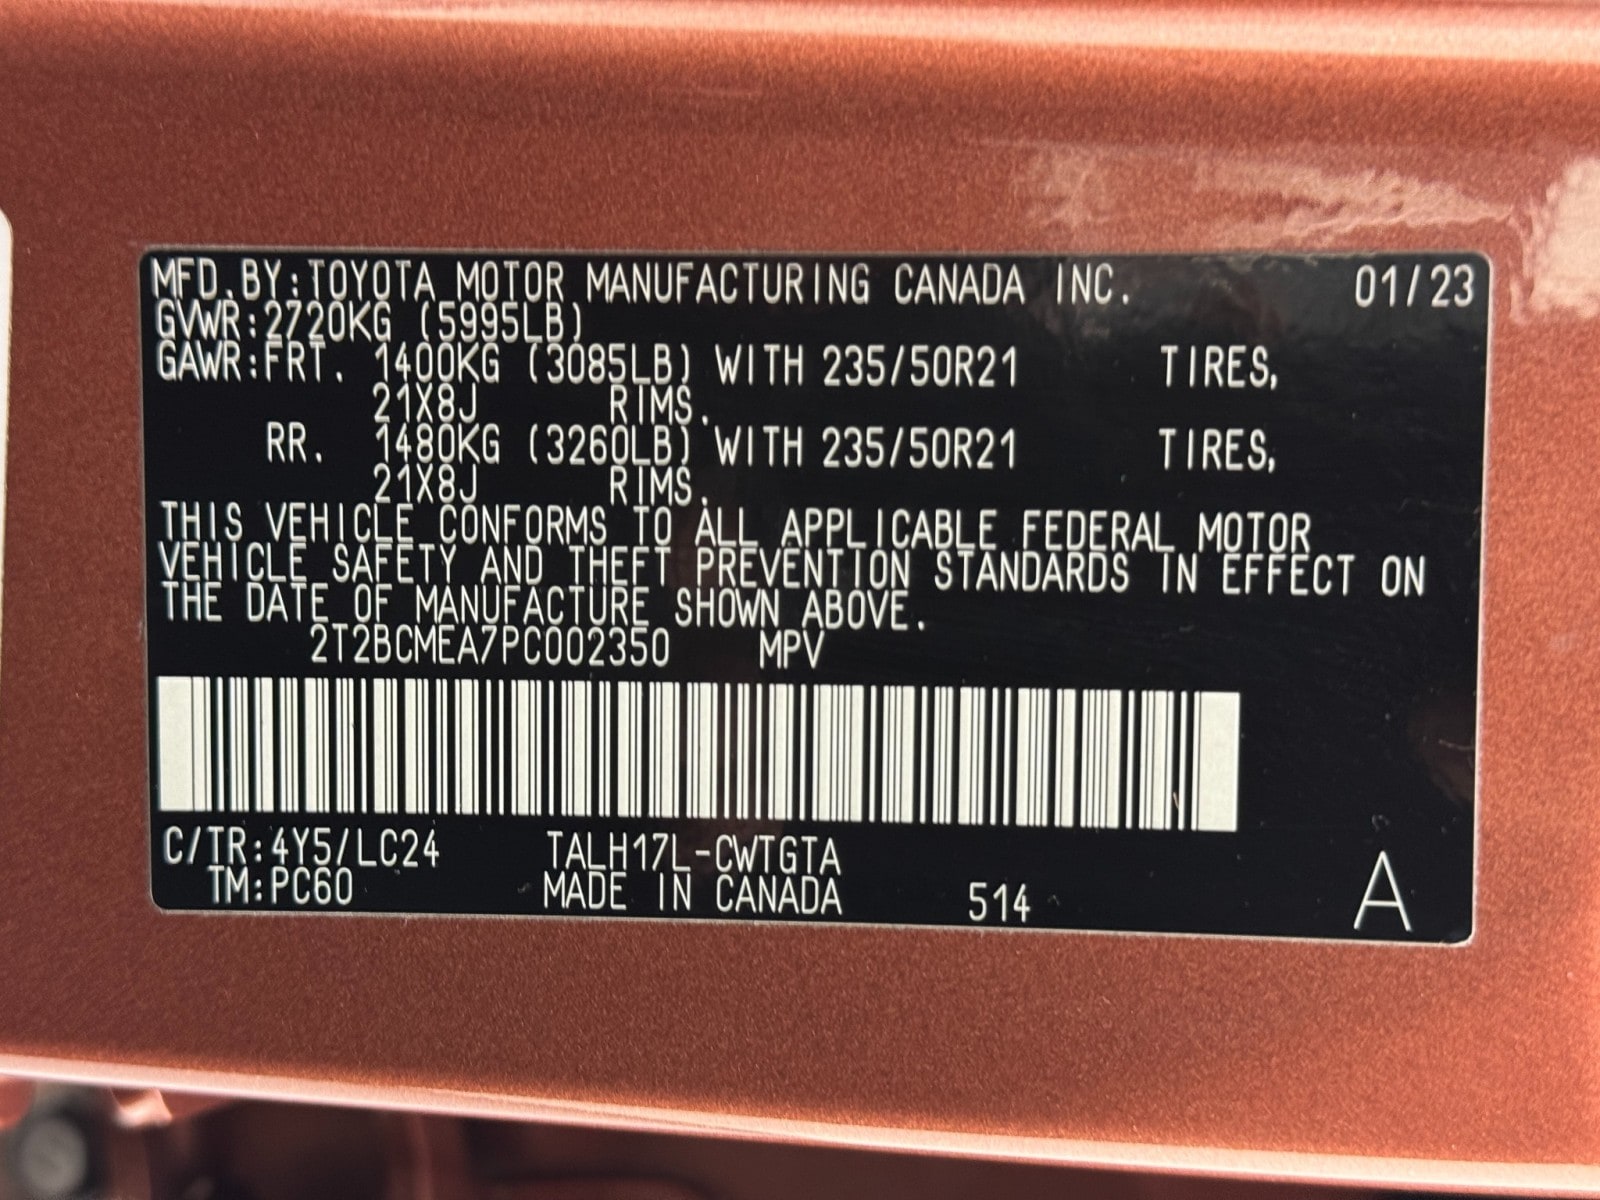 MFD.BY:TOYOTA MOTOR MANUFACTURING CANADA INC. 01/23
GVWR:2720KG (5995LB)
GAWR:FRT. 1400KG (3085LB) WITH 235/50R21 TIRES,
21X8J RIMS.
RR. 1480KG (3260LB) WITH 235/50R21 TIRES,
21X8J RIMS.
THIS VEHICLE CONFORMS TO ALL APPLICABLE FEDERAL MOTOR
VEHICLE SAFETY AND THEFT PREVENTION STANDARDS IN EFFECT ON
THE DATE OF MANUFACTURE SHOWN ABOVE.
2T2BCMEA7PC002350 MPV
C/TR:4Y5/LC24 TALH17L-CWTGTA
TM:PC60 MADE IN CANADA 514 A